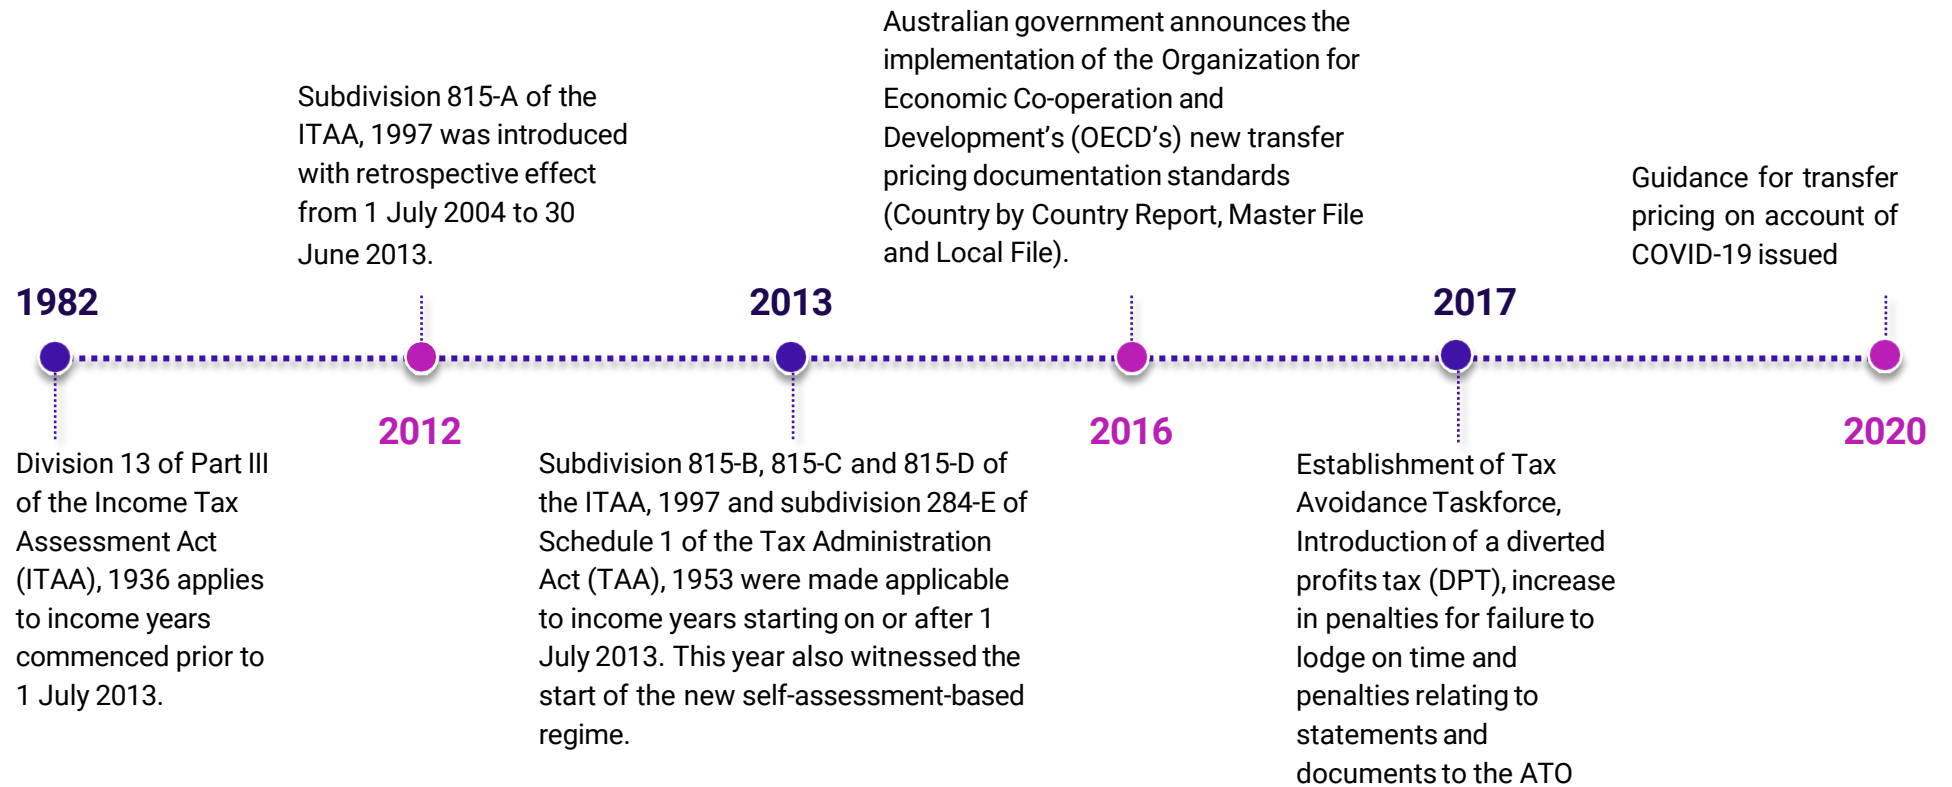 1982
Division 13 of Part III
of the Income Tax
Assessment Act
(ITAA), 1936 applies
to income years
commenced prior to
1 July 2013.
Subdivision 815-A of the
ITAA, 1997 was introduced
with retrospective effect
from 1 July 2004 to 30
June 2013.
2012
2013
Subdivision 815-B, 815-C and 815-D of
the ITAA, 1997 and subdivision 284-E of
Schedule 1 of the Tax Administration
Act (TAA), 1953 were made applicable
to income years starting on or after 1
July 2013. This year also witnessed the
start of the new self-assessment-based
regime.
Australian government announces the
implementation of the Organization for
Economic Co-operation and
Development’s (OECD’s) new transfer
pricing documentation standards
(Country by Country Report, Master File
and Local File).
2016
2017
Establishment of Tax
Avoidance Taskforce,
Introduction of a diverted
profits tax (DPT), increase
in penalties for failure to
lodge on time and
penalties relating to
statements and
documents to the ATO
Guidance for transfer
pricing on account of
COVID-19 issued
2020